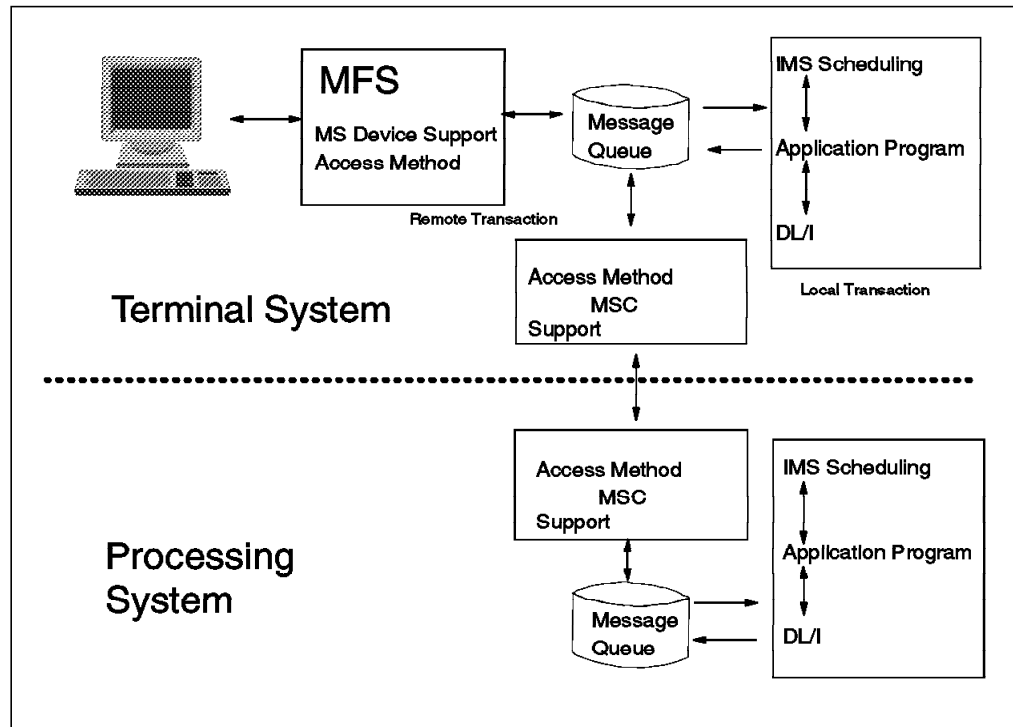 MFS
MS Device Support
Access Method
Message
Queue
IMS Scheduling
Application Program
DL/I
Remote Transaction
Local Transaction
Access Method
MSC
Support
Terminal System
Access Method
MSC
Support
IMS Scheduling
Application Program
DL/I
Processing
System
Message
Queue